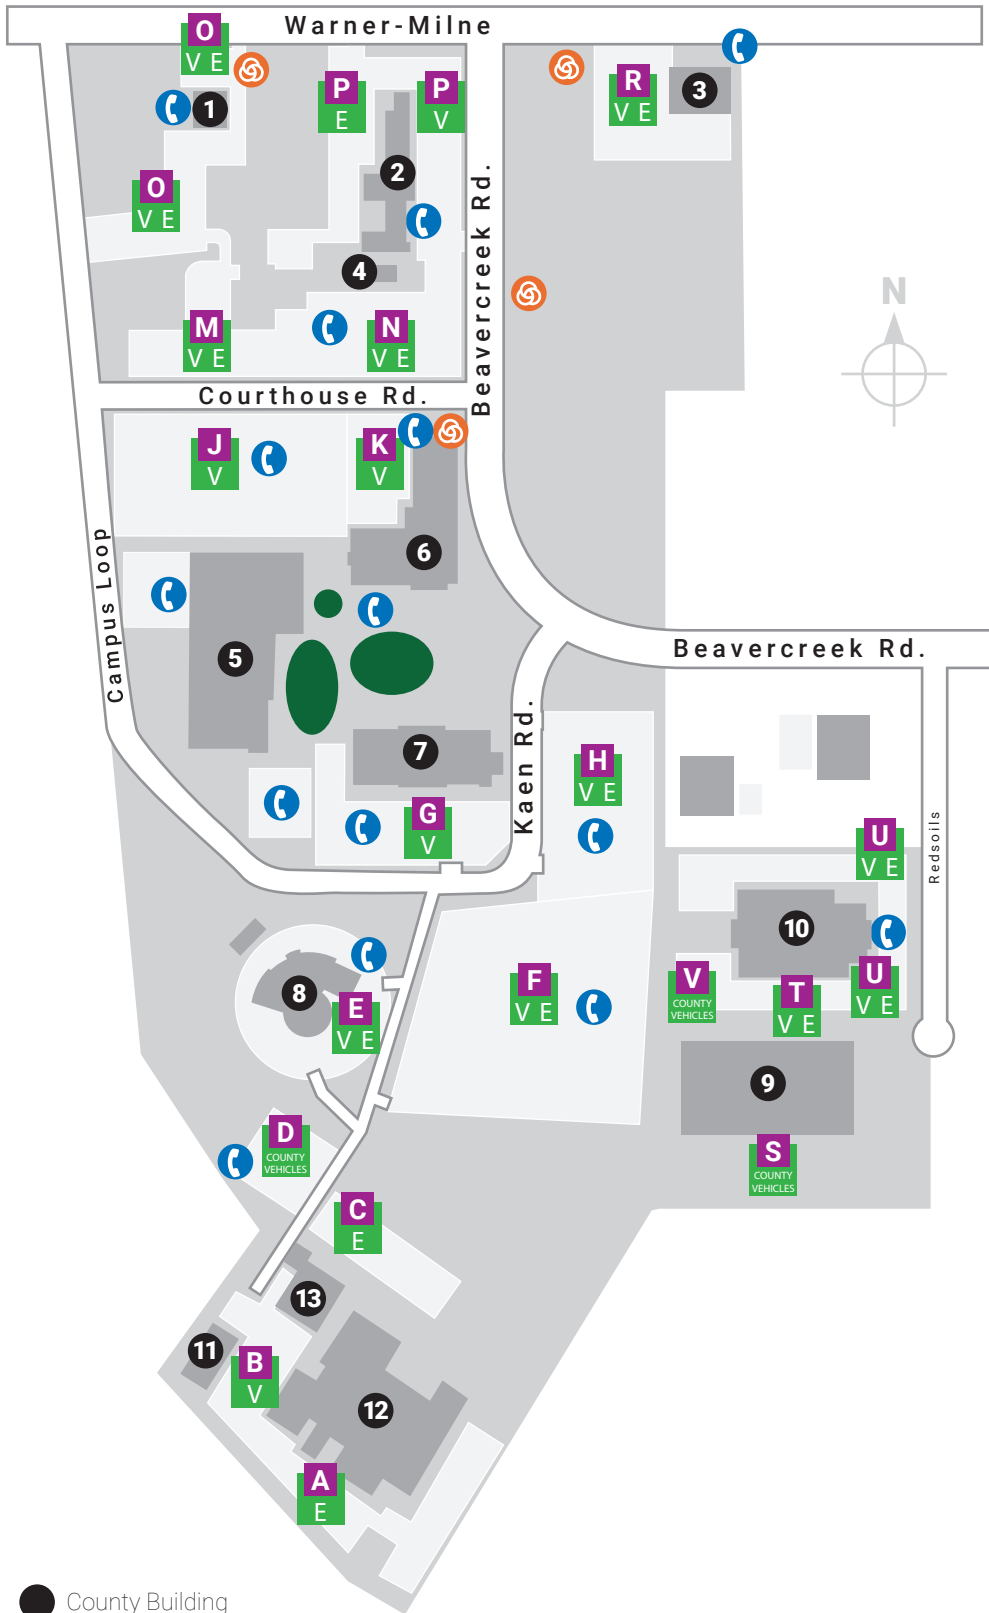 Warner-Milne
O
V E
1
P
E
P
V
2
R
V E
3
O
V E
4
M
V E
N
V E
Beavercreek Rd.
N
Courthouse Rd.
J
V
K
V
6
Campus Loop
5
Beavercreek Rd.
7
Kaen Rd.
H
V E
G
V
Redsoils
U
V E
10
8
E
V E
F
V E
V
COUNTY
VEHICLES
T
V E
U
V E
9
D
COUNTY
VEHICLES
S
COUNTY
VEHICLES
C
E
13
11
B
V
12
A
E
County Building